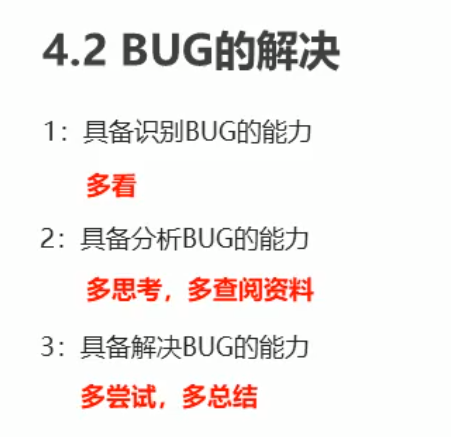 4.2 BUG的解决
1：具备识别BUG的能力
多看
2：具备分析BUG的能力
多思考，多查阅资料
3：具备解决BUG的能力
多尝试，多总结